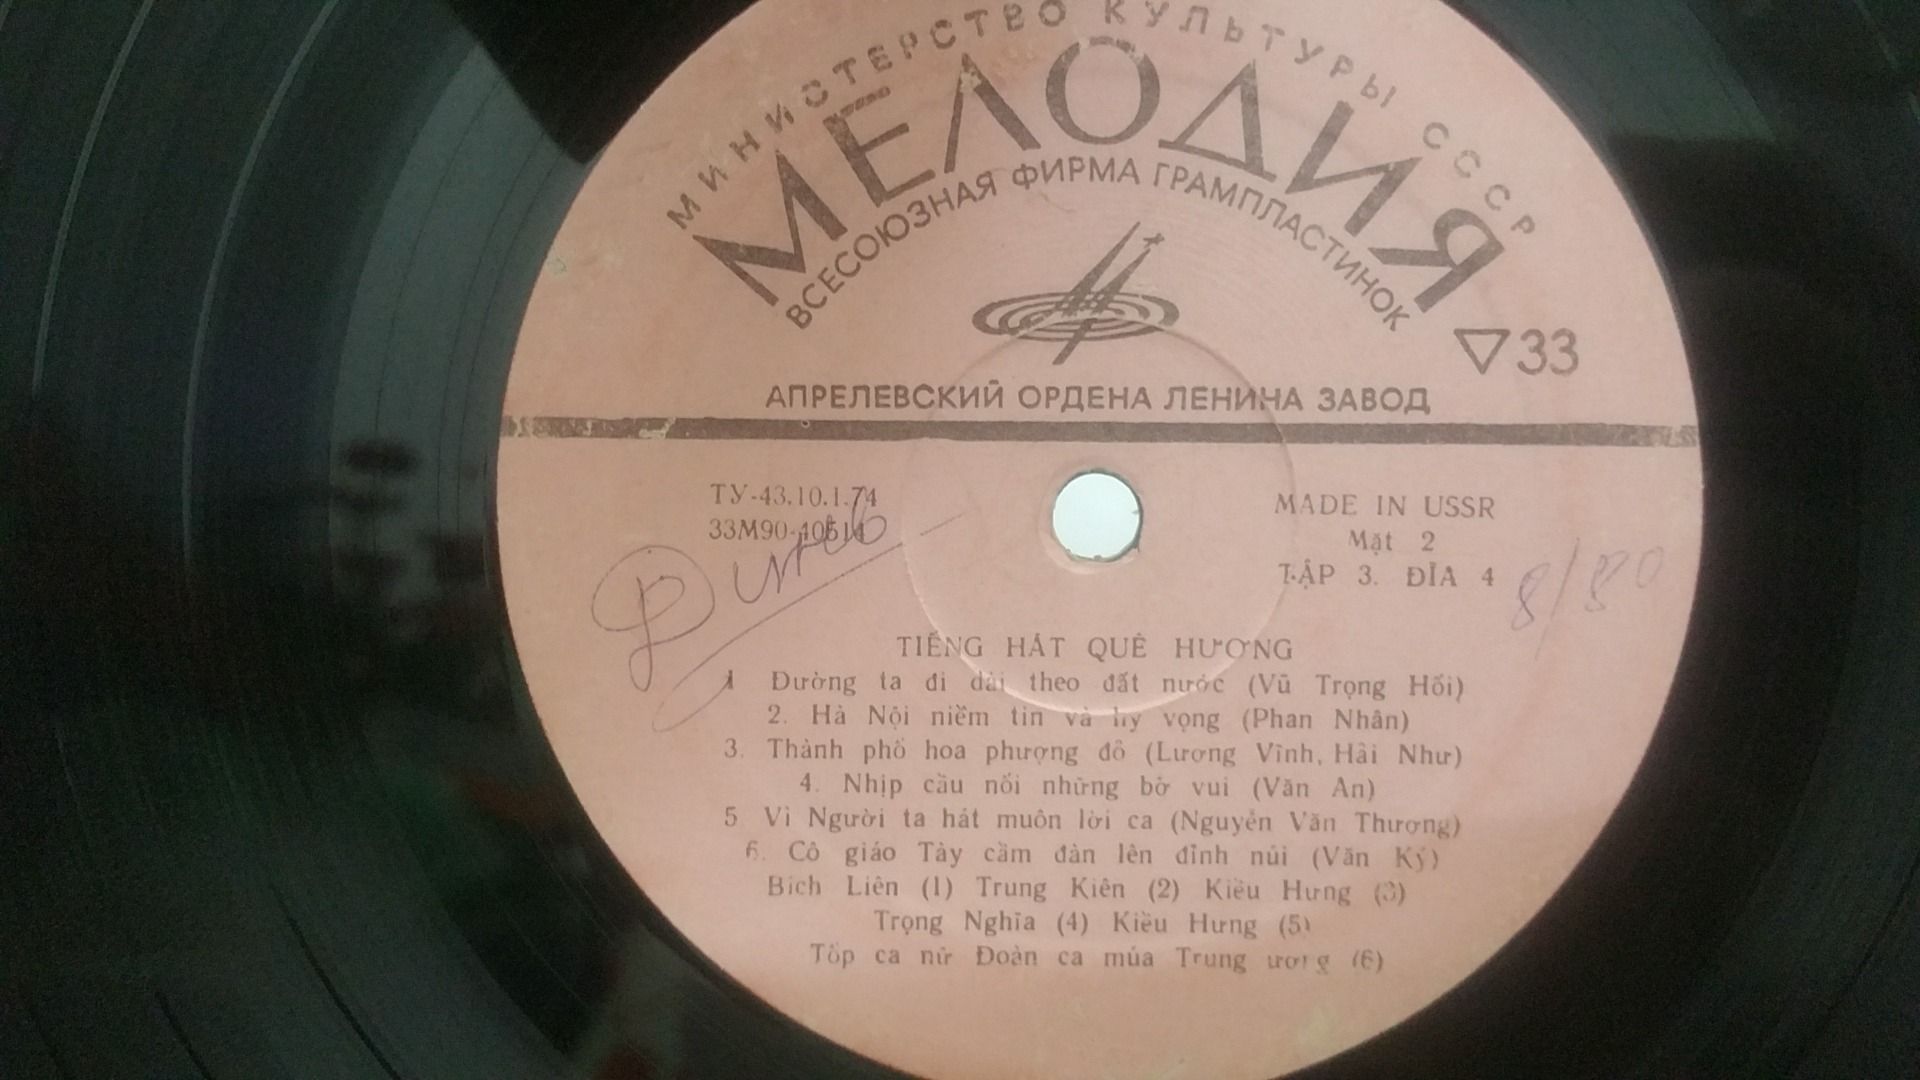 МИНИСТЕРСТВО КУЛЬТУРЫ СССР
МЕЛОДИЯ
ВСЕСОЮЗНАЯ ФИРМА ГРАМПЛАСТИНОК
33
АПРЕЛЕВСКИЙ ОРДЕНА ЛЕНИНА ЗАВОД
ТУ-43.10.1.74
33М90-40514
MADE IN USSR
Mặt 2
TẬP 3. ĐĨA 4
8/80
TIẾNG HÁT QUÊ HƯƠNG
1 Đường ta đi dài theo đất nước (Vũ Trọng Hối)
2. Hà Nội niềm tin và hy vọng (Phan Nhân)
3. Thành phố hoa phượng đỏ (Lương Vĩnh, Hải Như)
4. Nhịp cầu nối những bờ vui (Văn An)
5 Vì Người ta hát muôn lời ca (Nguyễn Văn Thượng)
6. Cô giáo Tày cầm đàn lên đỉnh núi (Văn Ký)
Bích Liên (1) Trung Kiên (2) Kiều Hưng (3)
Trọng Nghĩa (4) Kiều Hưng (5)
Tốp ca nữ Đoàn ca múa Trung ương (6)